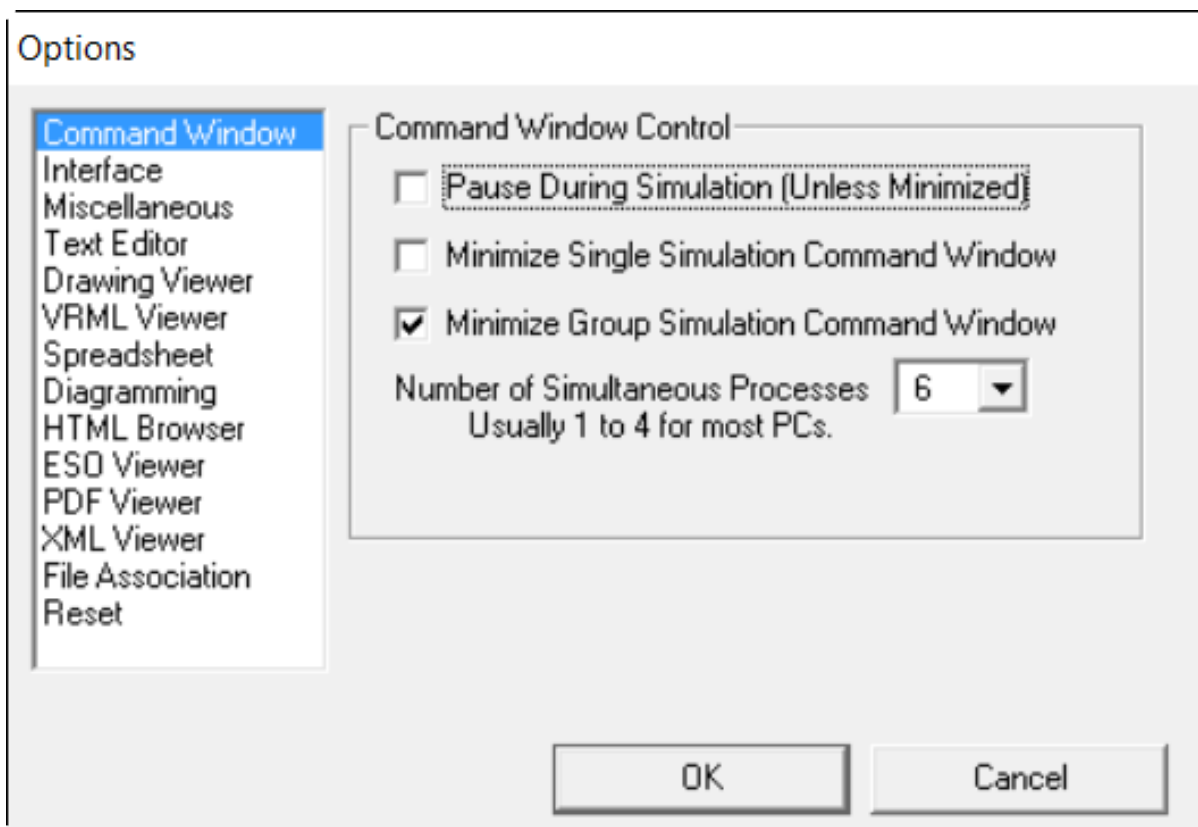 Options
Command Window
Interface
Miscellaneous
Text Editor
Drawing Viewer
VRML Viewer
Spreadsheet
Diagramming
HTML Browser
ESO Viewer
PDF Viewer
XML Viewer
File Association
Reset
Command Window Control
Pause During Simulation (Unless Minimized)
Minimize Single Simulation Command Window
Minimize Group Simulation Command Window
Number of Simultaneous Processes 6
Usually 1 to 4 for most PCs.
OK Cancel